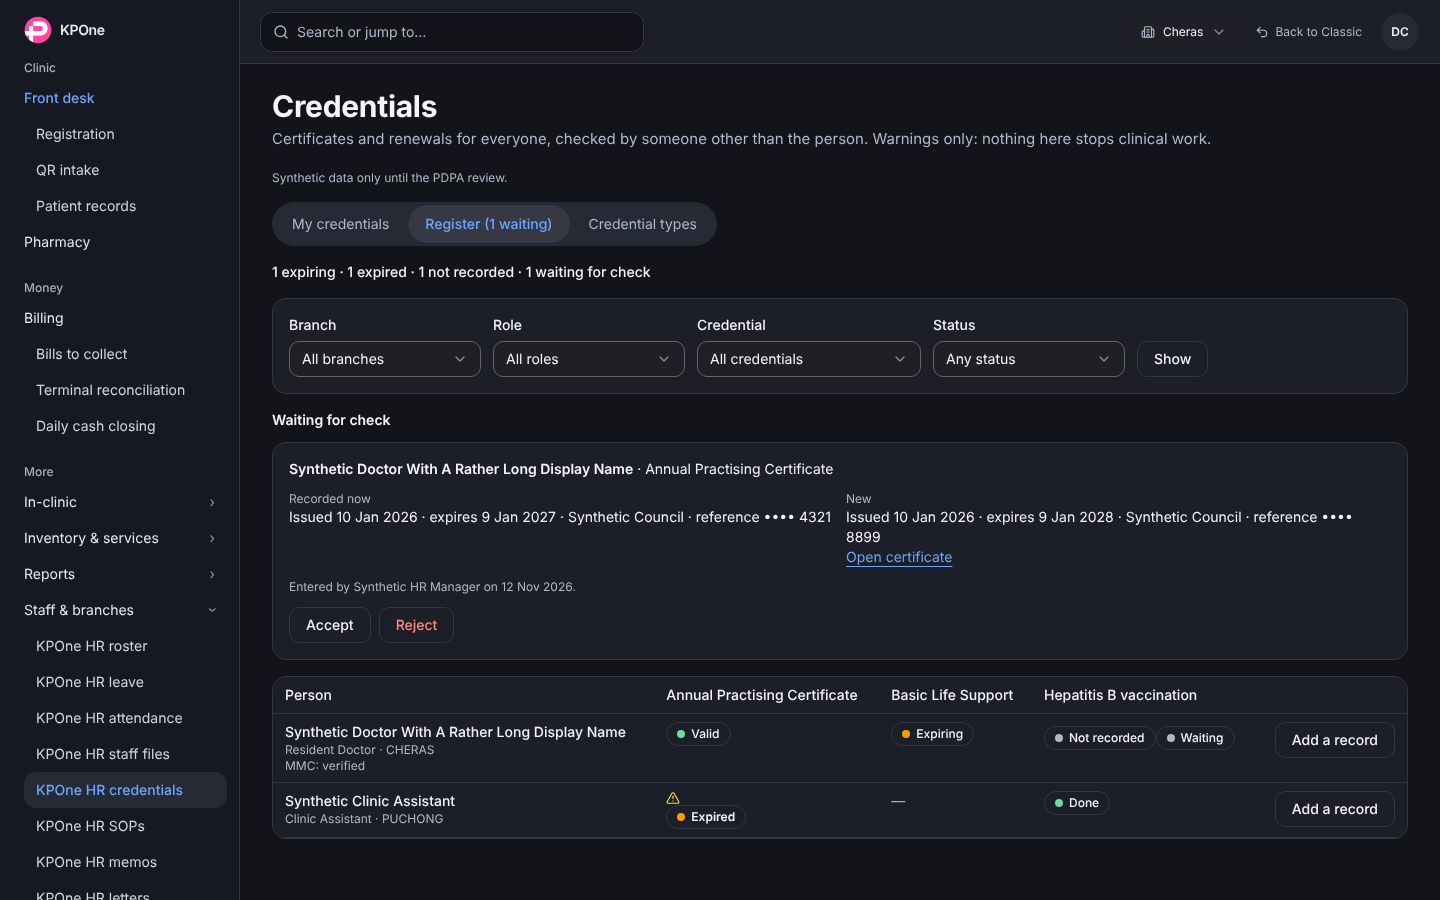 KPOne
Clinic
Front desk
Registration
QR intake
Patient records
Pharmacy
Money
Billing
Bills to collect
Terminal reconciliation
Daily cash closing
More
In-clinic
Inventory & services
Reports
Staff & branches
KPOne HR roster
KPOne HR leave
KPOne HR attendance
KPOne HR staff files
KPOne HR credentials
KPOne HR SOPs
KPOne HR memos
KPOne HR letters
Search or jump to...
Cheras
Back to Classic
DC
Credentials
Certificates and renewals for everyone, checked by someone other than the person. Warnings only: nothing here stops clinical work.
Synthetic data only until the PDPA review.
My credentials
Register (1 waiting)
Credential types
1 expiring · 1 expired · 1 not recorded · 1 waiting for check
Branch
All branches
Role
All roles
Credential
All credentials
Status
Any status
Show
Waiting for check
Synthetic Doctor With A Rather Long Display Name · Annual Practising Certificate
Recorded now
Issued 10 Jan 2026 · expires 9 Jan 2027 · Synthetic Council · reference •••• 4321
New
Issued 10 Jan 2026 · expires 9 Jan 2028 · Synthetic Council · reference ••••
8899
Open certificate
Entered by Synthetic HR Manager on 12 Nov 2026.
Accept
Reject
Person
Annual Practising Certificate
Basic Life Support
Hepatitis B vaccination
Synthetic Doctor With A Rather Long Display Name
Resident Doctor · CHERAS
MMC: verified
Valid
Expiring
Not recorded
Waiting
Add a record
Synthetic Clinic Assistant
Clinic Assistant · PUCHONG
Expired
—
Done
Add a record